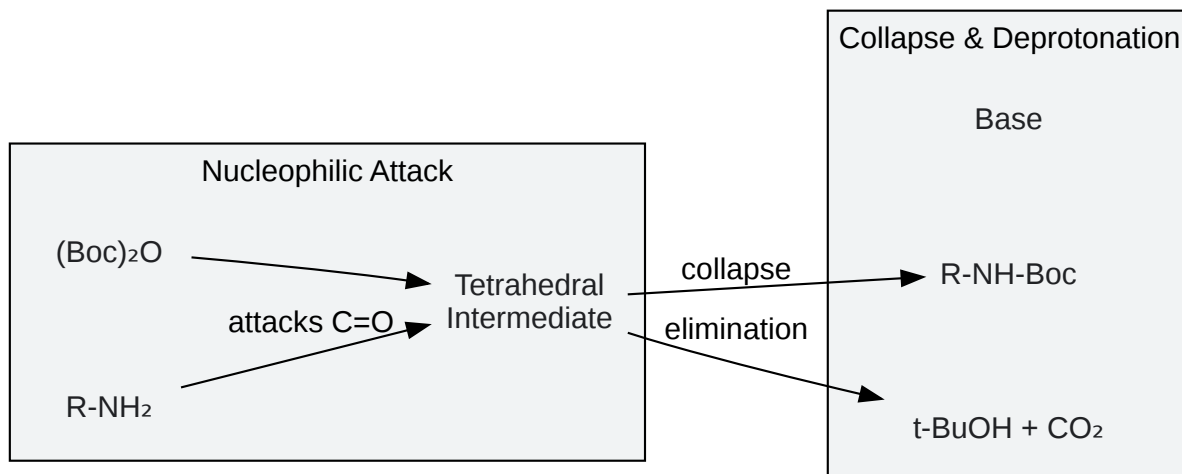 Nucleophilic Attack
(Boc)₂O
attacks C=O
R-NH₂
Tetrahedral
Intermediate
collapse
elimination
Collapse & Deprotonation
Base
R-NH-Boc
t-BuOH + CO₂